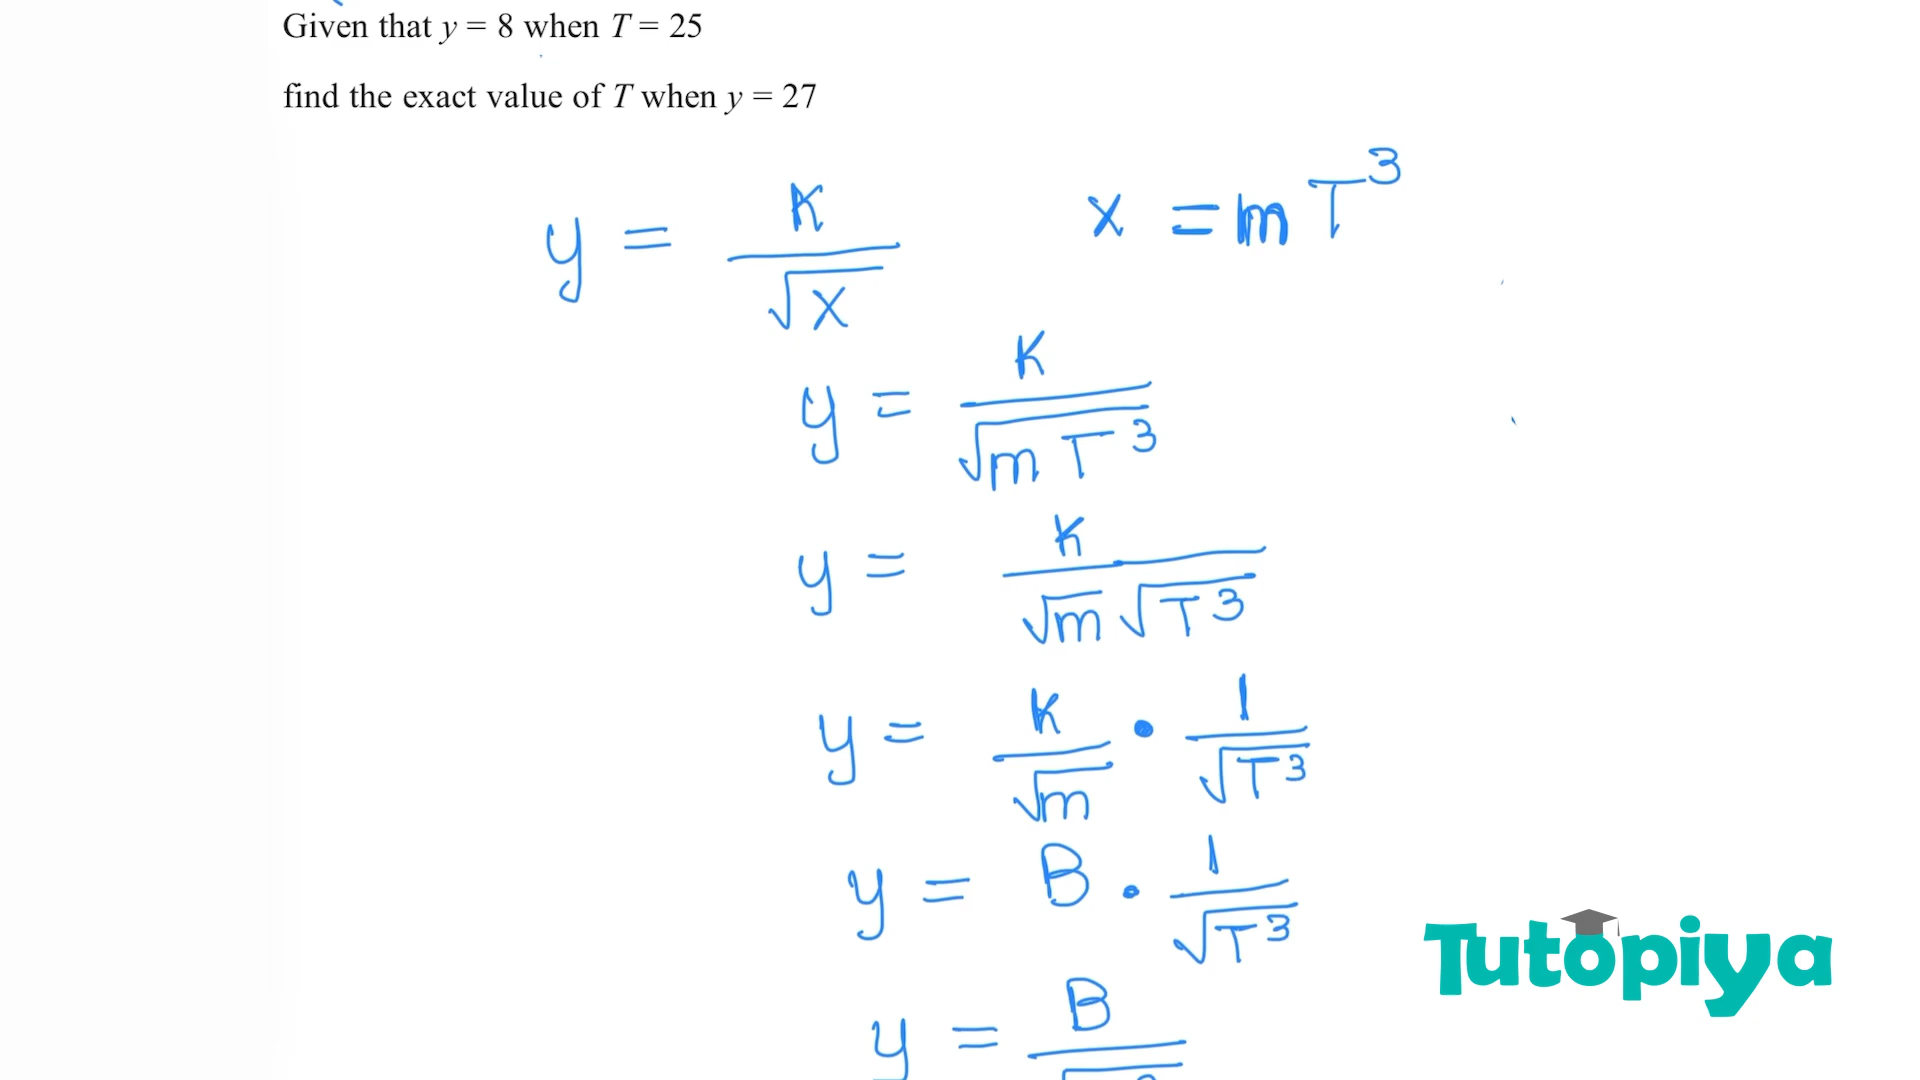 Given that y = 8 when T = 25
find the exact value of T when y = 27
y = K / √x    x = mT³
y = K / √mT³
y = K / √m √T³
y = K / √m • 1 / √T³
y = B • 1 / √T³
y = B
Tutopiya